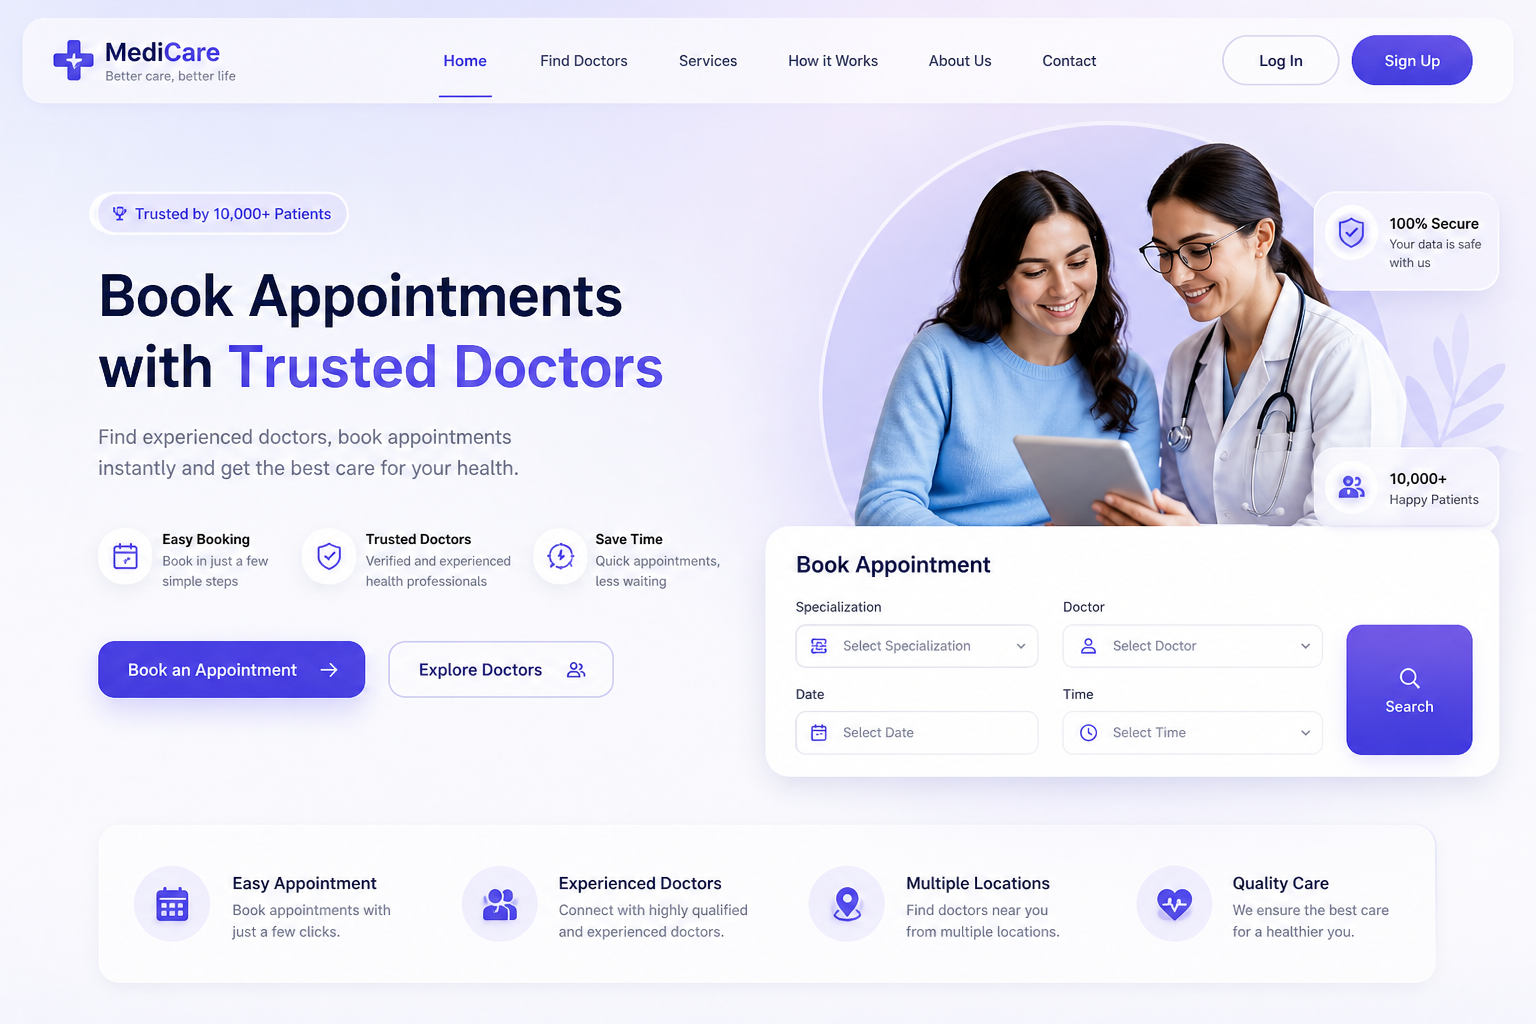 MediCare
Better care, better life
Home
Find Doctors
Services
How it Works
About Us
Contact
Log In
Sign Up
Trusted by 10,000+ Patients
Book Appointments
with Trusted Doctors
Find experienced doctors, book appointments
instantly and get the best care for your health.
Easy Booking
Book in just a few
simple steps
Trusted Doctors
Verified and experienced
health professionals
Save Time
Quick appointments,
less waiting
Book an Appointment
Explore Doctors
100% Secure
Your data is safe
with us
10,000+
Happy Patients
Book Appointment
Specialization
Select Specialization
Doctor
Select Doctor
Date
Select Date
Time
Select Time
Search
Easy Appointment
Book appointments with
just a few clicks.
Experienced Doctors
Connect with highly qualified
and experienced doctors.
Multiple Locations
Find doctors near you
from multiple locations.
Quality Care
We ensure the best care
for a healthier you.